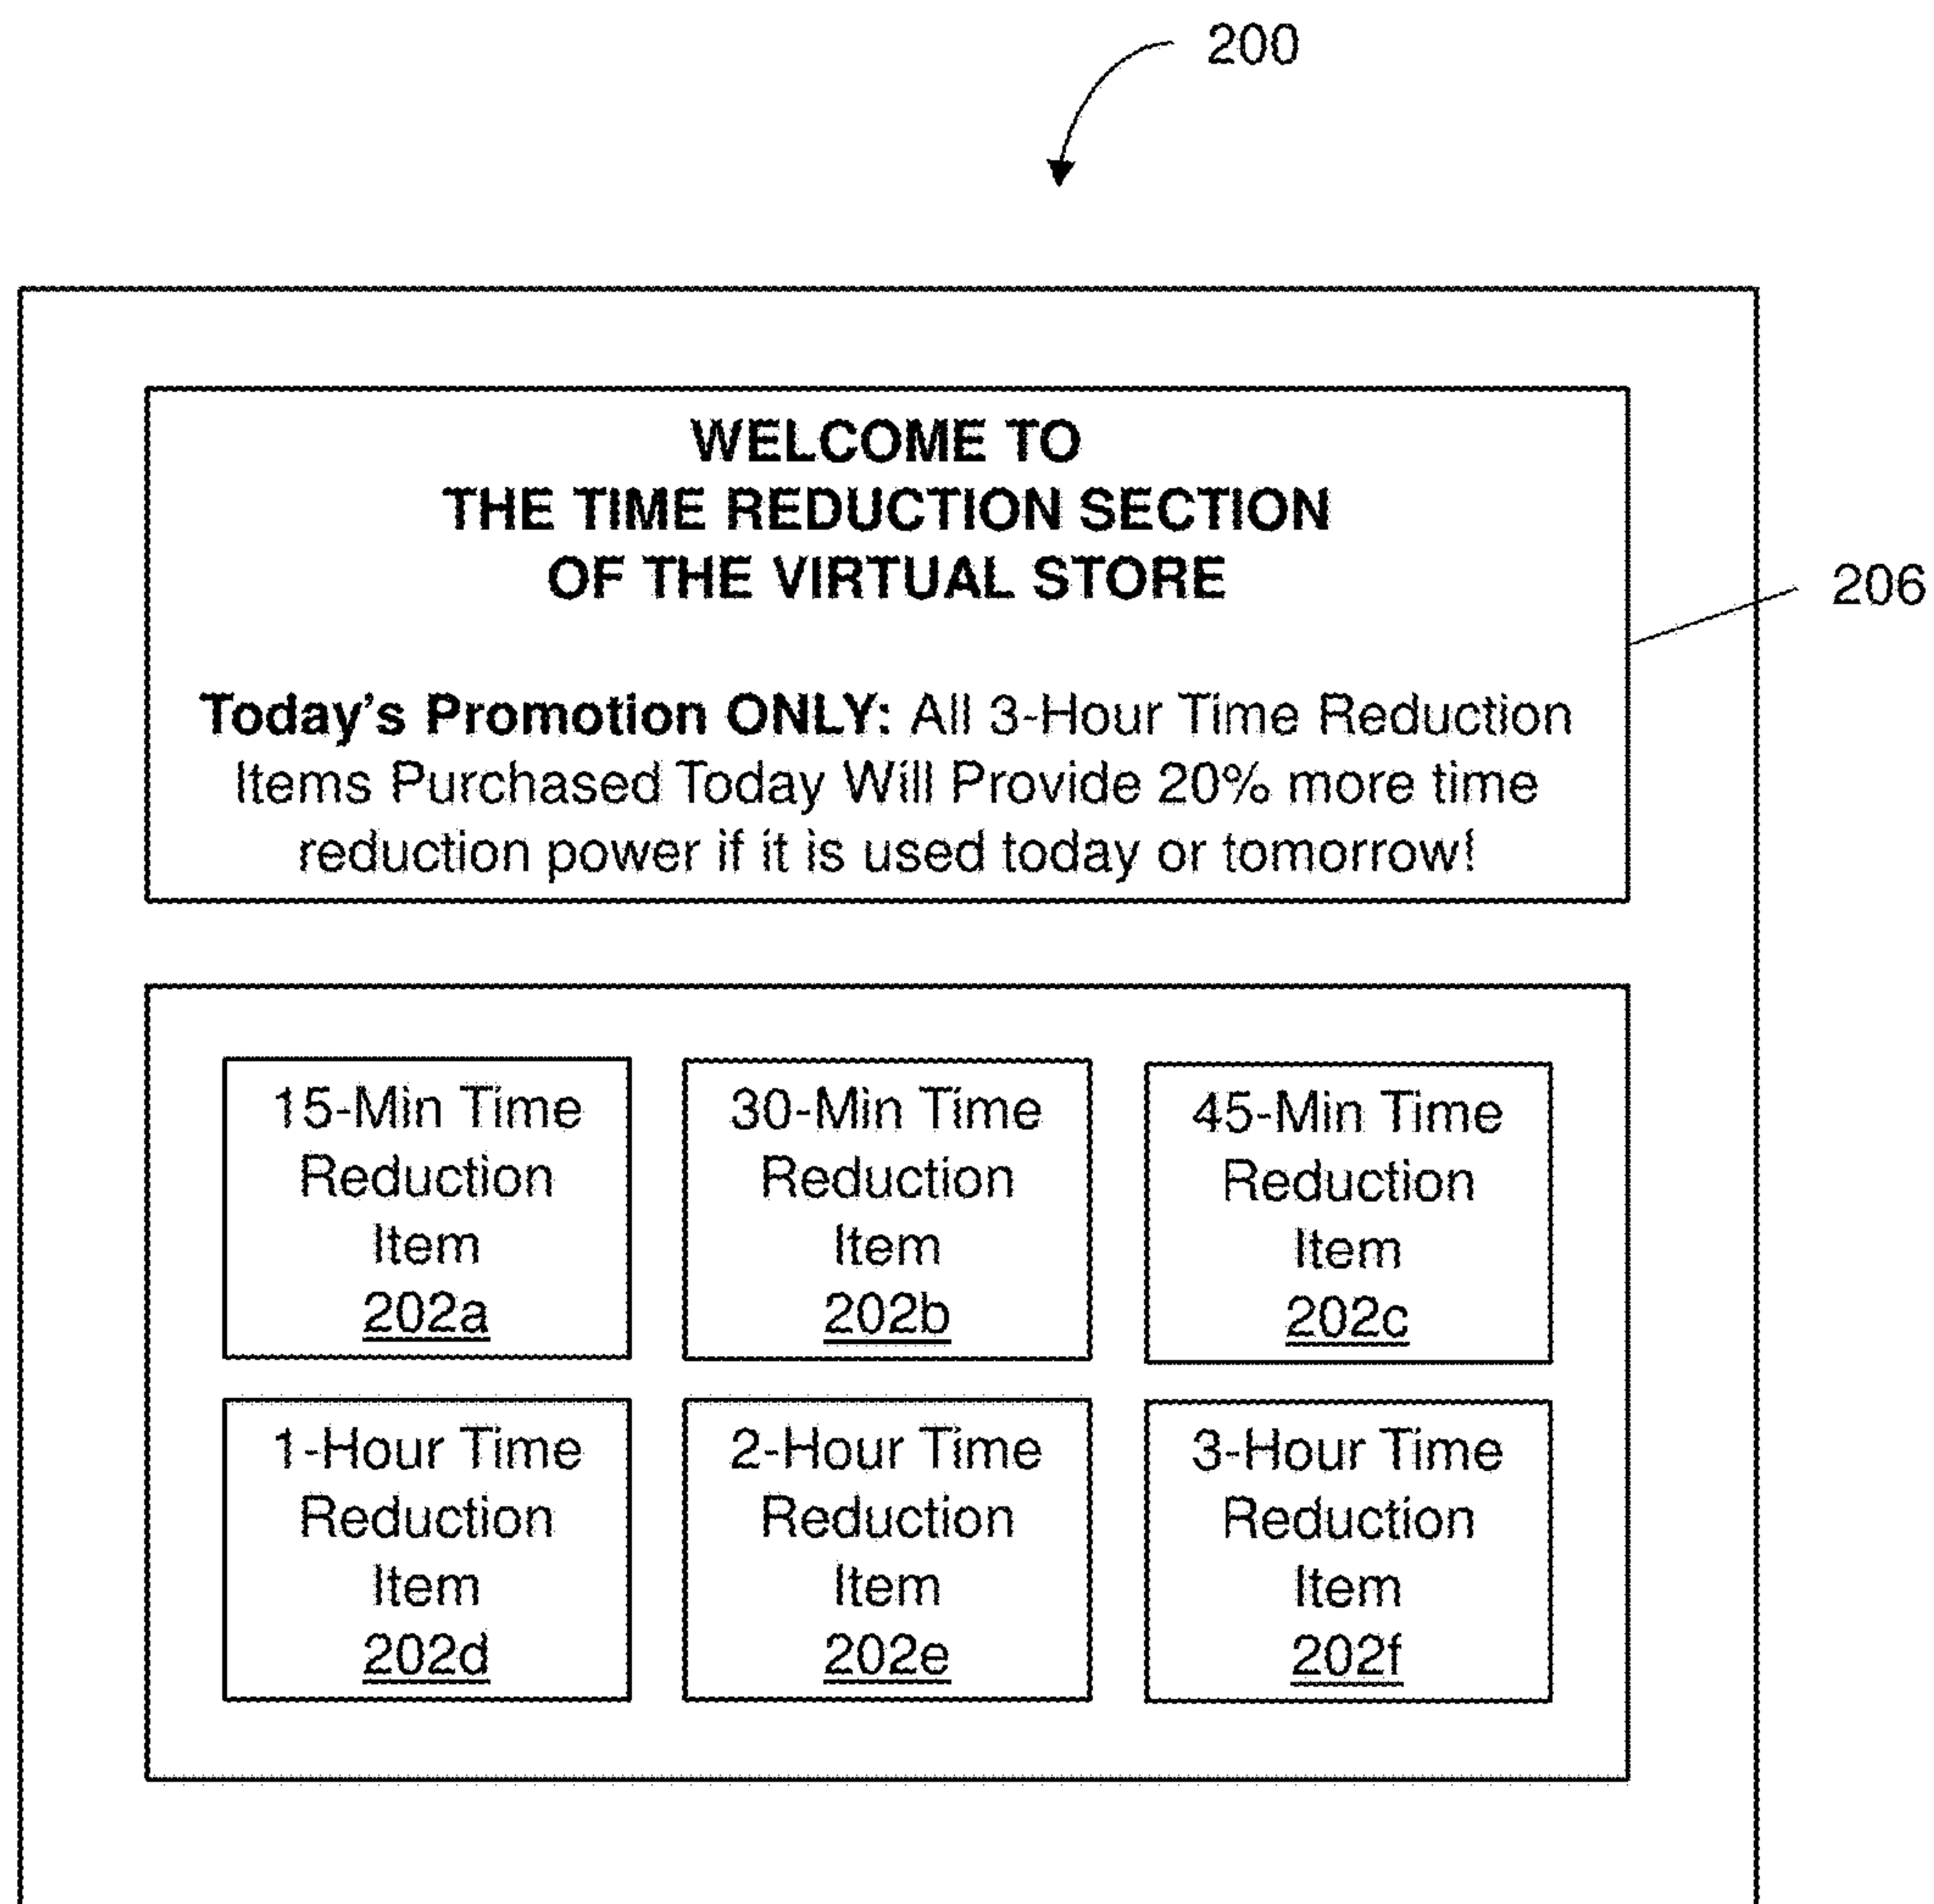 200
WELCOME TO
THE TIME REDUCTION SECTION
OF THE VIRTUAL STORE
206
Today's Promotion ONLY: All 3-Hour Time Reduction
Items Purchased Today Will Provide 20% more time
reduction power if it is used today or tomorrow!
15-Min Time
Reduction
Item
202a
30-Min Time
Reduction
Item
202b
45-Min Time
Reduction
Item
202c
1-Hour Time
Reduction
Item
202d
2-Hour Time
Reduction
Item
202e
3-Hour Time
Reduction
Item
202f